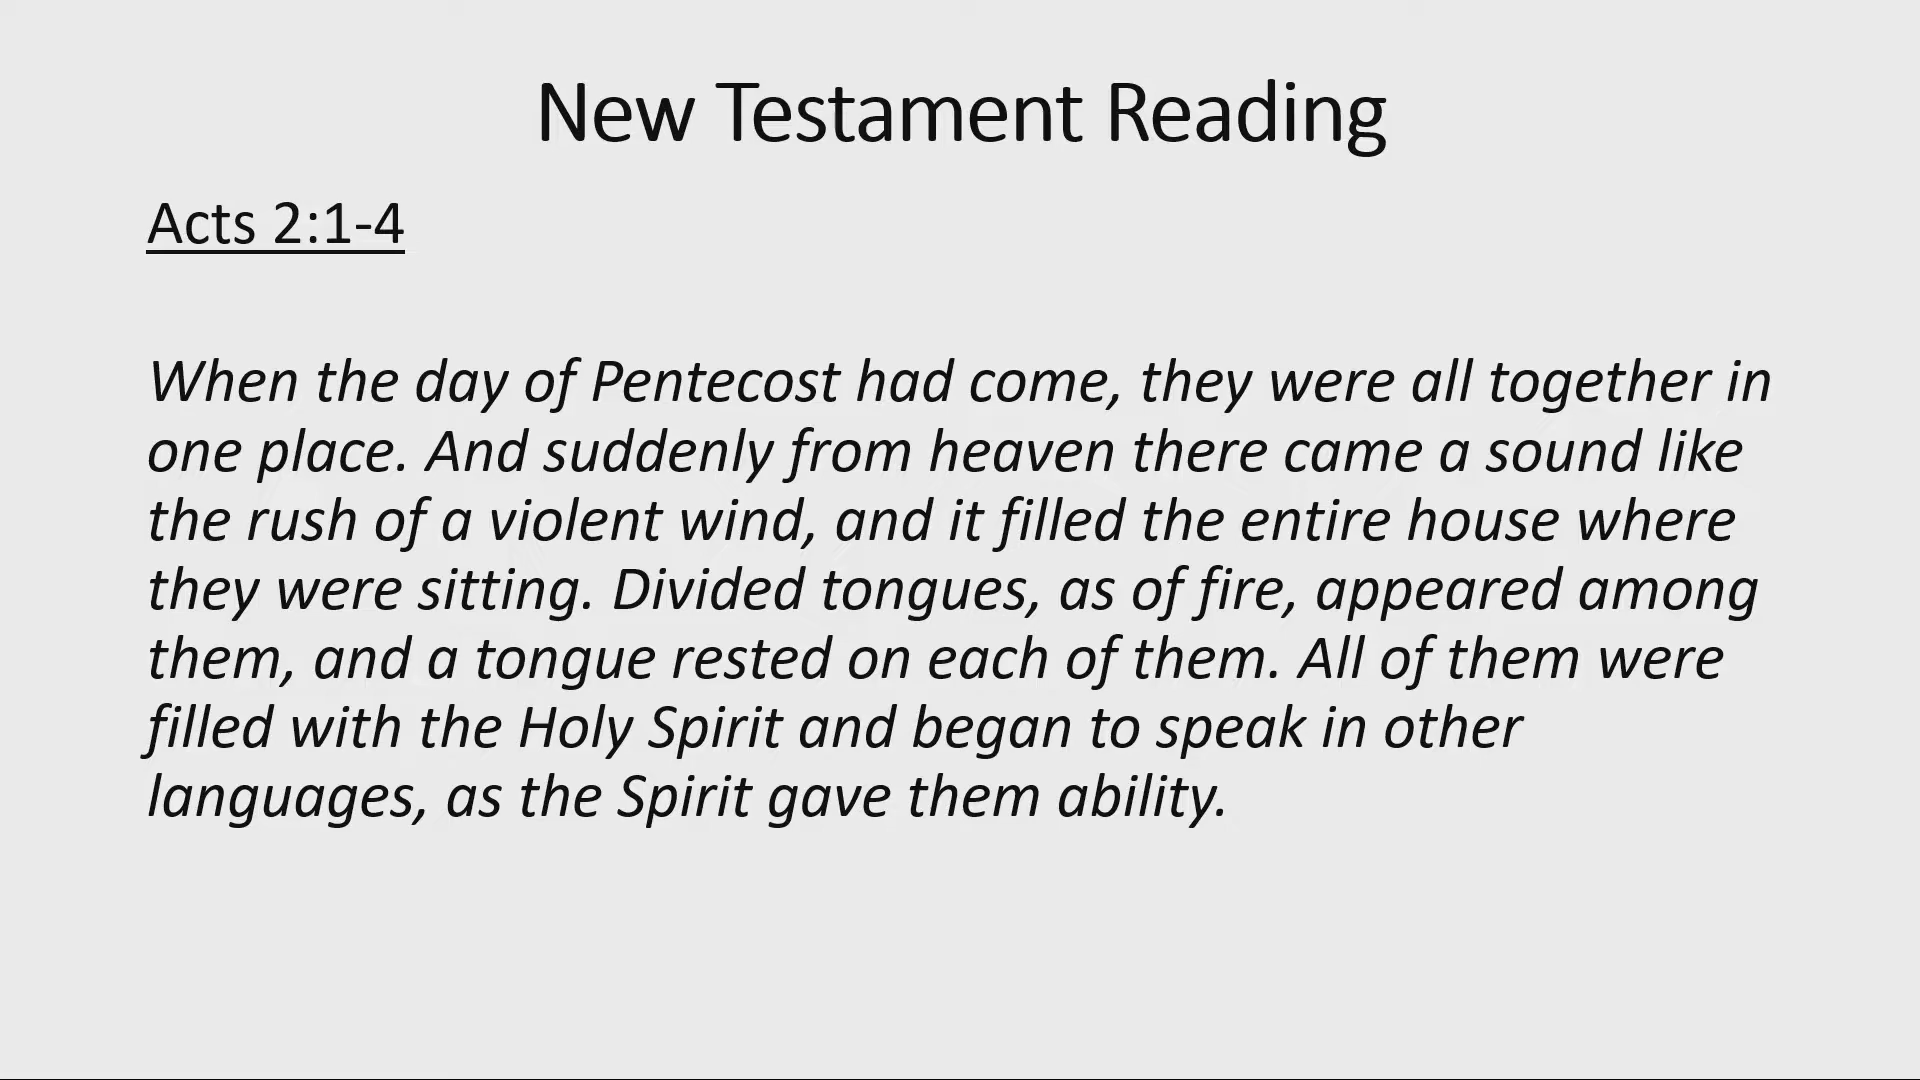 New Testament Reading
Acts 2:1-4
When the day of Pentecost had come, they were all together in
one place. And suddenly from heaven there came a sound like
the rush of a violent wind, and it filled the entire house where
they were sitting. Divided tongues, as of fire, appeared among
them, and a tongue rested on each of them. All of them were
filled with the Holy Spirit and began to speak in other
languages, as the Spirit gave them ability.